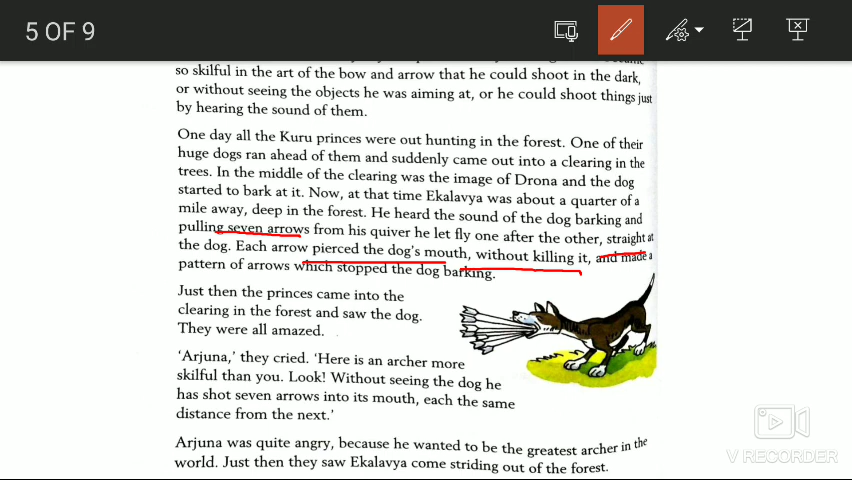 5 OF 9
so skilful in the art of the bow and arrow that he could shoot in the dark,
or without seeing the objects he was aiming at, or he could shoot things just
by hearing the sound of them.
One day all the Kuru princes were out hunting in the forest. One of their
huge dogs ran ahead of them and suddenly came out into a clearing in the
trees. In the middle of the clearing was the image of Drona and the dog
started to bark at it. Now, at that time Ekalavya was about a quarter of a
mile away, deep in the forest. He heard the sound of the dog barking and
pulling seven arrows from his quiver he let fly one after the other, straight at
the dog. Each arrow pierced the dog's mouth, without killing it, and made a
pattern of arrows which stopped the dog barking.
Just then the princes came into the
clearing in the forest and saw the dog.
They were all amazed.
'Arjuna,' they cried. 'Here is an archer more
skilful than you. Look! Without seeing the dog he
has shot seven arrows into its mouth, each the same
distance from the next.'
Arjuna was quite angry, because he wanted to be the greatest archer in the
world. Just then they saw Ekalavya come striding out of the forest.
V RECORDER